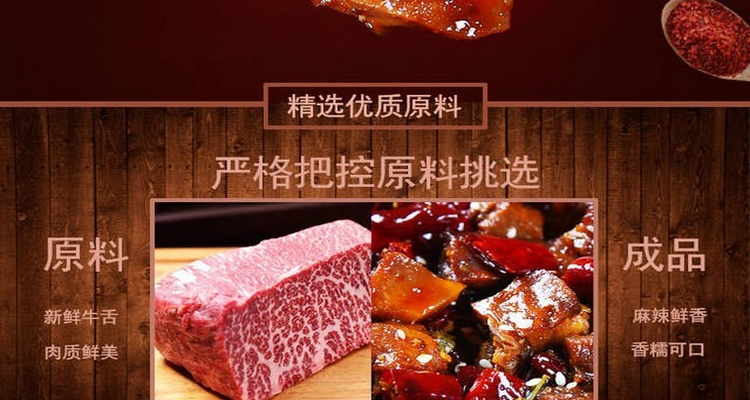 精选优质原料
严格把控原料挑选
原料
新鲜牛舌
肉质鲜美
成品
麻辣鲜香
香糯可口